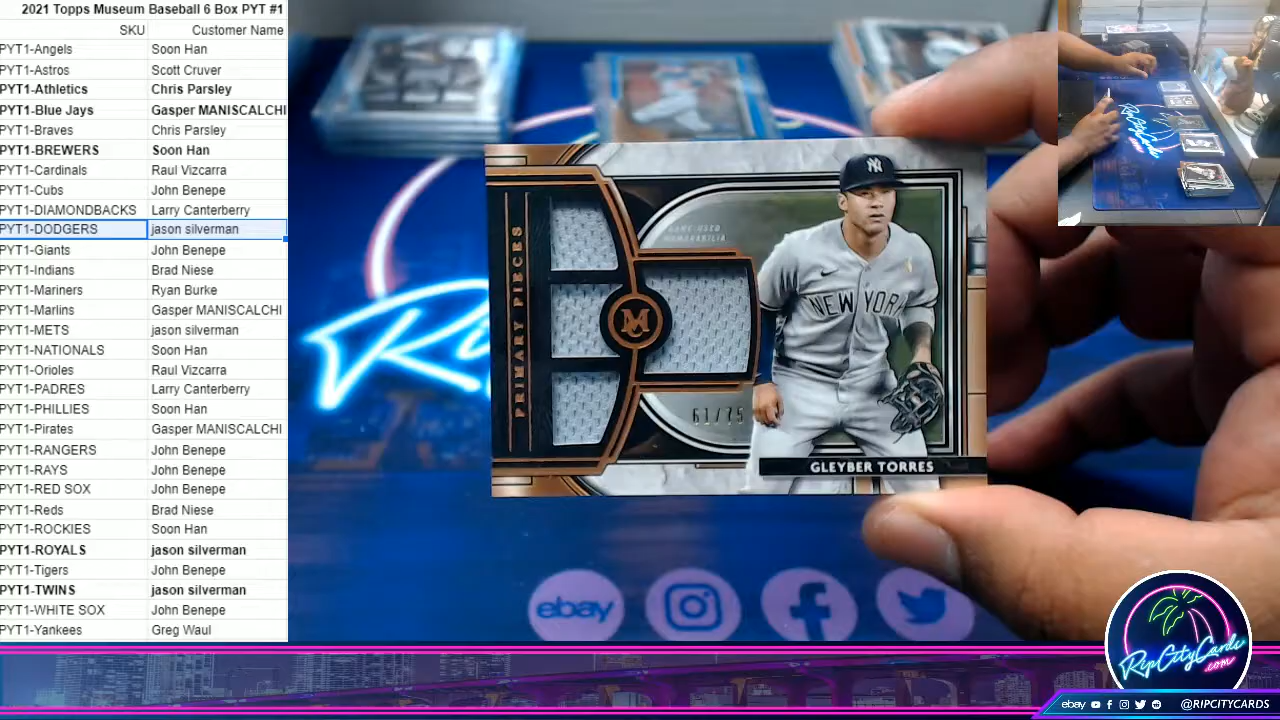 2021 Topps Museum Baseball 6 Box PYT #1
SKU Customer Name
PYT1-Angels Soon Han
PYT1-Astros Scott Cruver
PYT1-Athletics Chris Parsley
PYT1-Blue Jays Gasper MANISCALCHI
PYT1-Braves Chris Parsley
PYT1-BREWERS Soon Han
PYT1-Cardinals Raul Vizcarra
PYT1-Cubs John Benepe
PYT1-DIAMONDBACKS Larry Canterberry
PYT1-DODGERS jason silverman
PYT1-Giants John Benepe
PYT1-Indians Brad Niese
PYT1-Mariners Ryan Burke
PYT1-Marlins Gasper MANISCALCHI
PYT1-METS jason silverman
PYT1-NATIONALS Soon Han
PYT1-Orioles Raul Vizcarra
PYT1-PADRES Larry Canterberry
PYT1-PHILLIES Soon Han
PYT1-Pirates Gasper MANISCALCHI
PYT1-RANGERS John Benepe
PYT1-RAYS John Benepe
PYT1-RED SOX John Benepe
PYT1-Reds Brad Niese
PYT1-ROCKIES Soon Han
PYT1-ROYALS jason silverman
PYT1-Tigers John Benepe
PYT1-TWINS jason silverman
PYT1-WHITE SOX John Benepe
PYT1-Yankees Greg Waul
PRIMARY PIECES
GAME-USED
MEMORABILIA
M
NY
NEW YORK
61/75
GLEYBER TORRES
ebay
RipCityCards
.com
ebay @RIPCITYCARDS